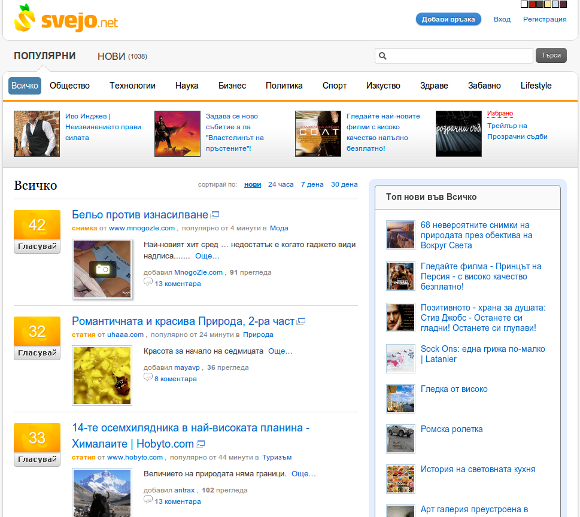 svejo.net
Добави връзка
Вход
Регистрация
ПОПУЛЯРНИ
НОВИ (1038)
Търси
Всичко
Общество
Технологии
Наука
Бизнес
Политика
Спорт
Изкуство
Здраве
Забавно
Lifestyle
Иво Инджев |
Неизвинението прави
силата
Задава се ново
събитие в пв
"Властелинът на
пръстените"!
СОЛТ
Гледайте най-новите
филми с високо
качество напълно
безплатно!
Избрано
Трейлър на
Прозрачни съдби
Всичко
сортирай по: нови 24 часа 7 дена 30 дена
42
Гласувай
Бельо против изнасилване
снимка от www.mnogozle.com , популярно от 4 минути в Мода
Най-новият хит сред ... недостатък е когато гаджето види
надписа....... Още...
добавил MnogoZle.com , 91 прегледа
13 коментара
32
Гласувай
Романтичната и красива Природа, 2-ра част
статия от uhaaa.com , популярно от 24 минути в Природа
Красота за начало на седмицата Още...
добавил mayavp , 36 прегледа
8 коментара
33
Гласувай
14-те осемхилядника в най-високата планина -
Хималаите | Hobyto.com
статия от www.hobyto.com , популярно от 44 минути в Туризъм
Величието на природата няма граници. Още...
добавил antrax , 102 прегледа
13 коментара
Топ нови във Всичко
68 невероятните снимки на
природата през обектива на
Вокруг Света
Гледайте филма - Принцът на
Персия - с високо качество
безплатно!
Позитивното - храна за душата:
Стив Джобс - Останете си
гладни! Останете си глупави!
Sock Ons: една грижа по-малко
| Latanier
Гледка от високо
Ромска ролетка
История на световната кухня
Арт галерия преустроена в